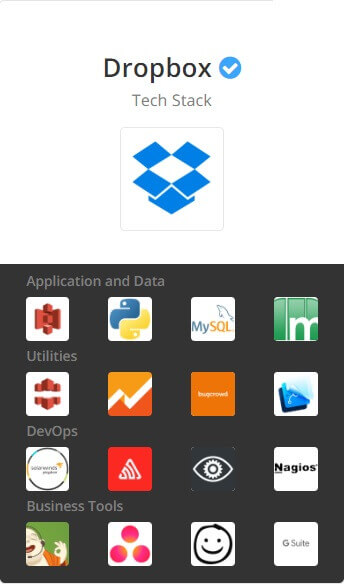 Dropbox
Tech Stack
Application and Data
MySQL
m
Utilities
bugcrowd
DevOps
Nagios
Business Tools
G Suite